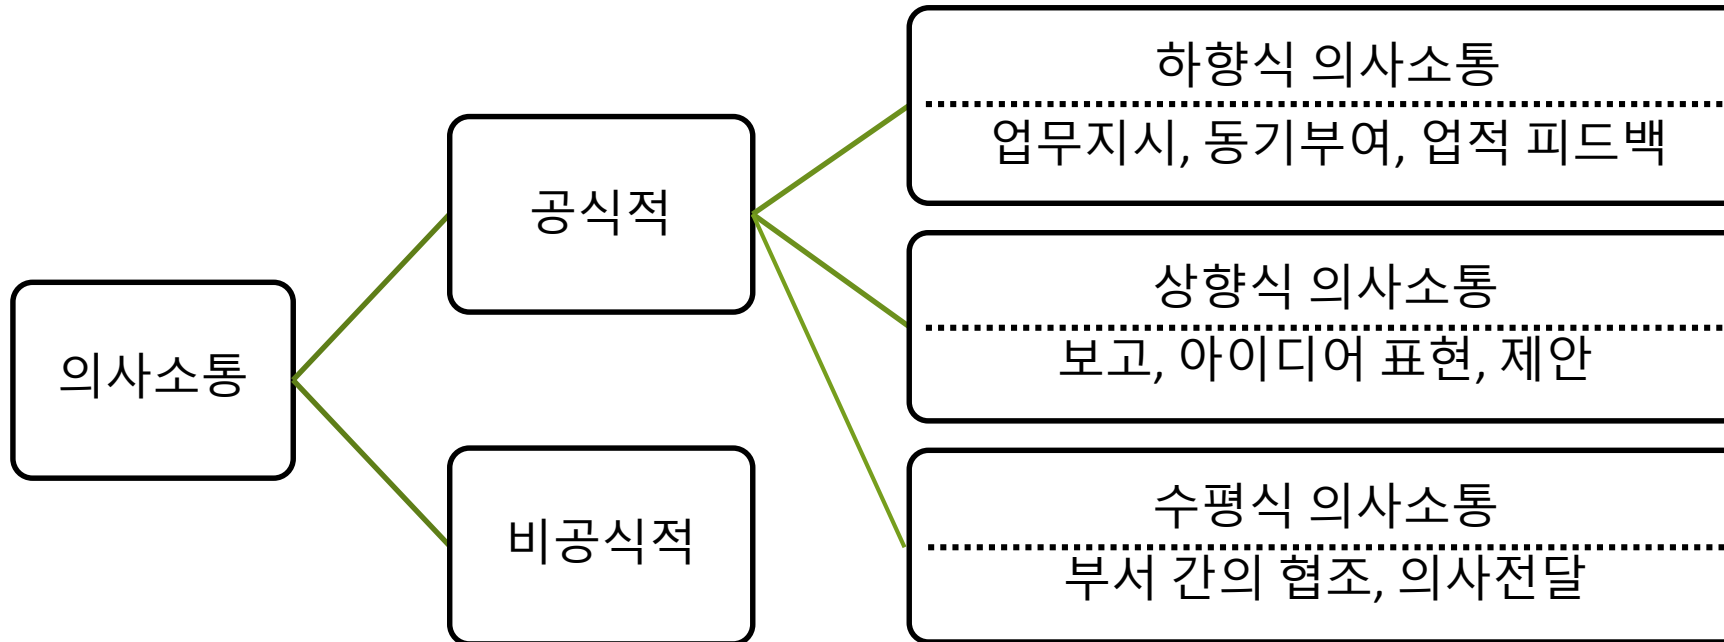 의사소통
공식적
비공식적
하향식 의사소통
업무지시, 동기부여, 업적 피드백
상향식 의사소통
보고, 아이디어 표현, 제안
수평식 의사소통
부서 간의 협조, 의사전달